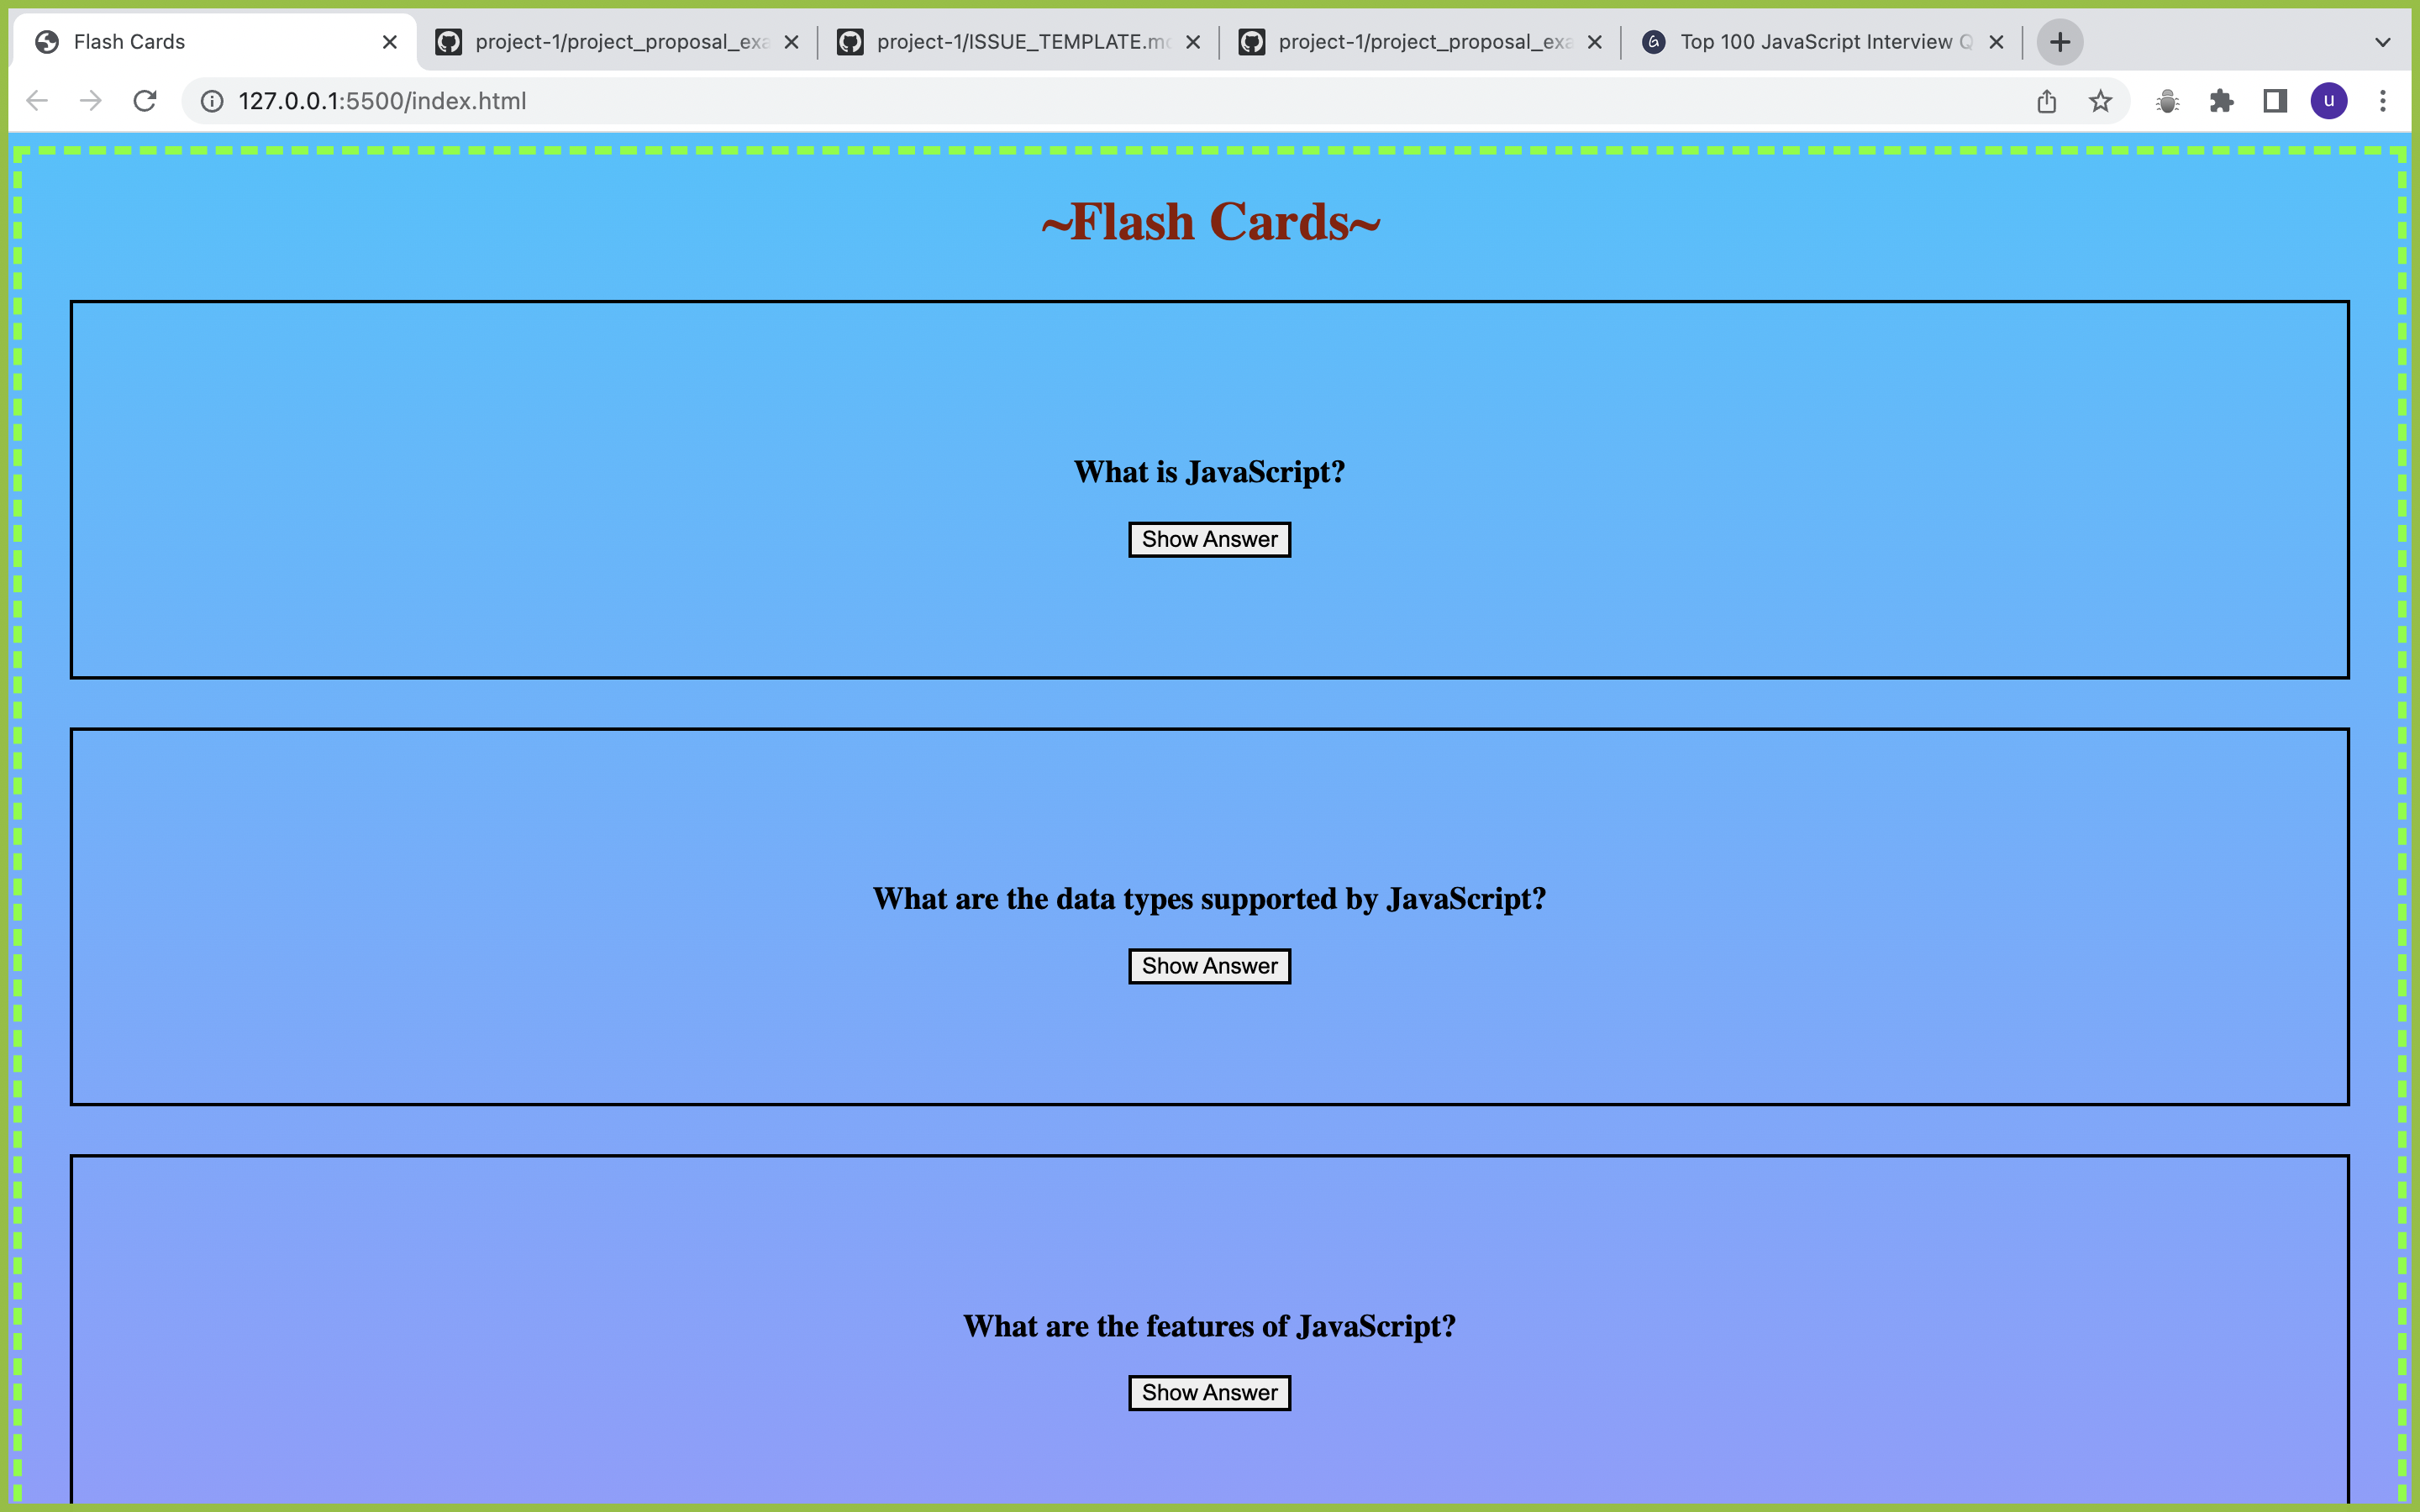 Flash Cards
project-1/project_proposal_exa
project-1/ISSUE_TEMPLATE.mc
project-1/project_proposal_exa
Top 100 JavaScript Interview Q
127.0.0.1:5500/index.html
u
~Flash Cards~
What is JavaScript?
Show Answer
What are the data types supported by JavaScript?
Show Answer
What are the features of JavaScript?
Show Answer